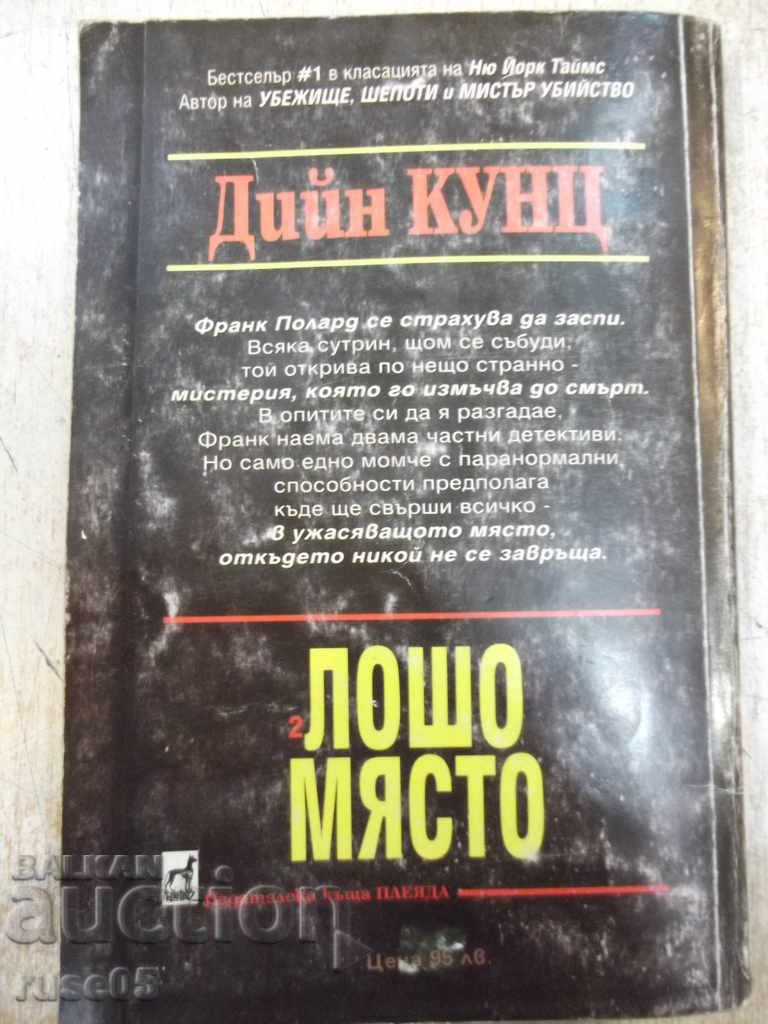 Бестселър #1 в класацията на Ню Йорк Таймс
Автор на УБЕЖИЩЕ, ШЕПОТИ и МИСТЪР УБИЙСТВО
Дийн КУНЦ
Франк Полард се страхува да заспи.
Всяка сутрин, щом се събуди,
той открива по нещо странно -
мистерия, която го измъчва до смърт.
В опитите си да я разгадае,
Франк наема двама частни детективи.
Но само едно момче с паранормални
способности предполага
къде ще свърши всичко -
в ужасяващото място,
откъдето никой не се завръща.
2 ЛОШО
МЯСТО
BALKAN
auction
къща ПЛЕЯДА
Цена 95 лв.
ruse05